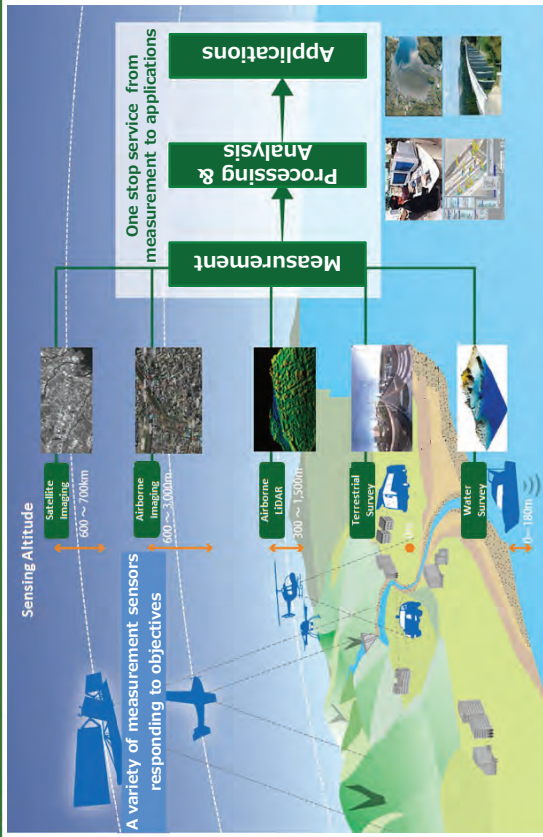 Sensing Altitude
A variety of measurement sensors
responding to objectives
Satellite
Imaging
600 ～ 700km
Airborne
Imaging
600 ～ 3,000m
Airborne
LiDAR
300 ～ 1,500m
Terrestrial
Survey
0m
Water
Survey
0―180m
One stop service from
measurement to applications
Measurement
Processing &
Analysis
Applications